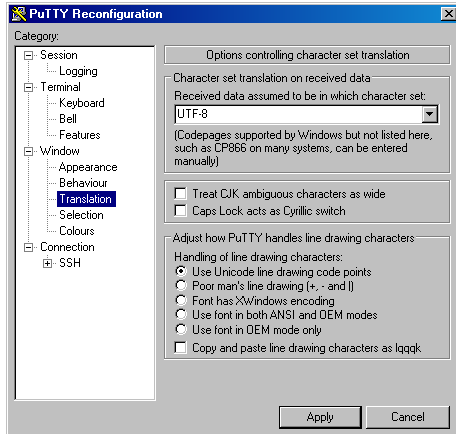 PuTTY Reconfiguration
Category:
Session
Logging
Terminal
Keyboard
Bell
Features
Window
Appearance
Behaviour
Translation
Selection
Colours
Connection
SSH
Options controlling character set translation
Character set translation on received data
Received data assumed to be in which character set:
UTF-8
(Codepages supported by Windows but not listed here,
such as CP866 on many systems, can be entered
manually)
Treat CJK ambiguous characters as wide
Caps Lock acts as Cyrillic switch
Adjust how PuTTY handles line drawing characters
Handling of line drawing characters:
Use Unicode line drawing code points
Poor man's line drawing (+, - and |)
Font has XWindows encoding
Use font in both ANSI and OEM modes
Use font in OEM mode only
Copy and paste line drawing characters as lqqqk
Apply
Cancel